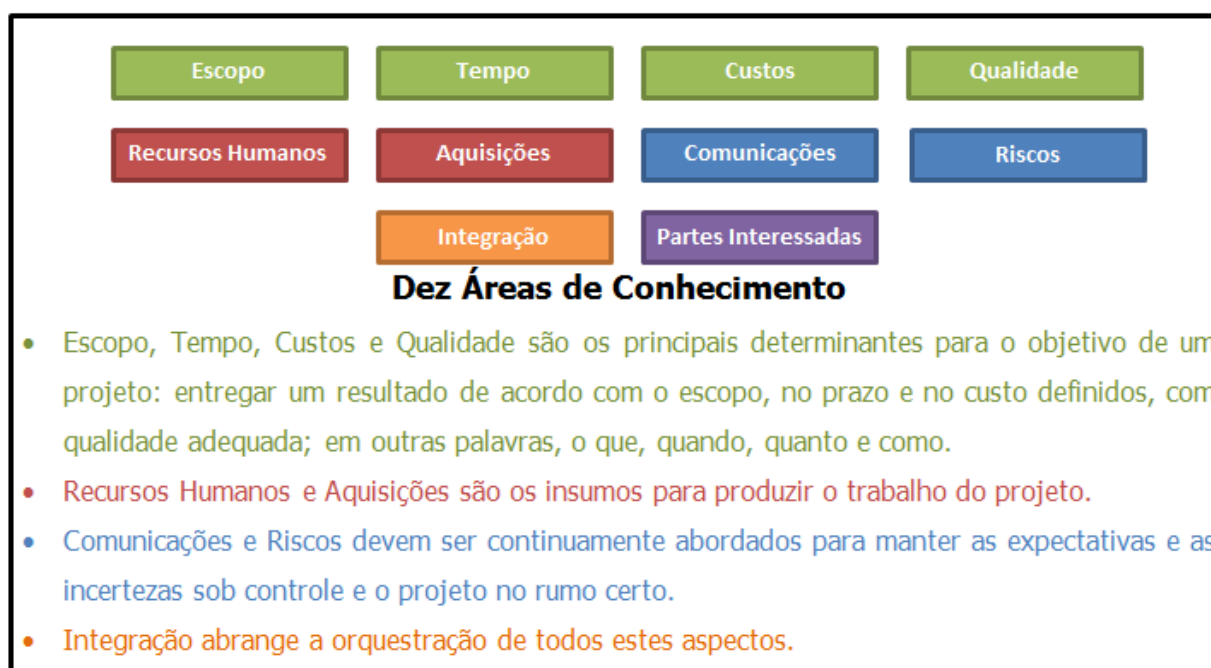 Escopo Tempo Custos Qualidade
Recursos Humanos Aquisições Comunicações Riscos
Integração Partes Interessadas
Dez Áreas de Conhecimento
• Escopo, Tempo, Custos e Qualidade são os principais determinantes para o objetivo de um
projeto: entregar um resultado de acordo com o escopo, no prazo e no custo definidos, com
qualidade adequada; em outras palavras, o que, quando, quanto e como.
• Recursos Humanos e Aquisições são os insumos para produzir o trabalho do projeto.
• Comunicações e Riscos devem ser continuamente abordados para manter as expectativas e as
incertezas sob controle e o projeto no rumo certo.
• Integração abrange a orquestração de todos estes aspectos.